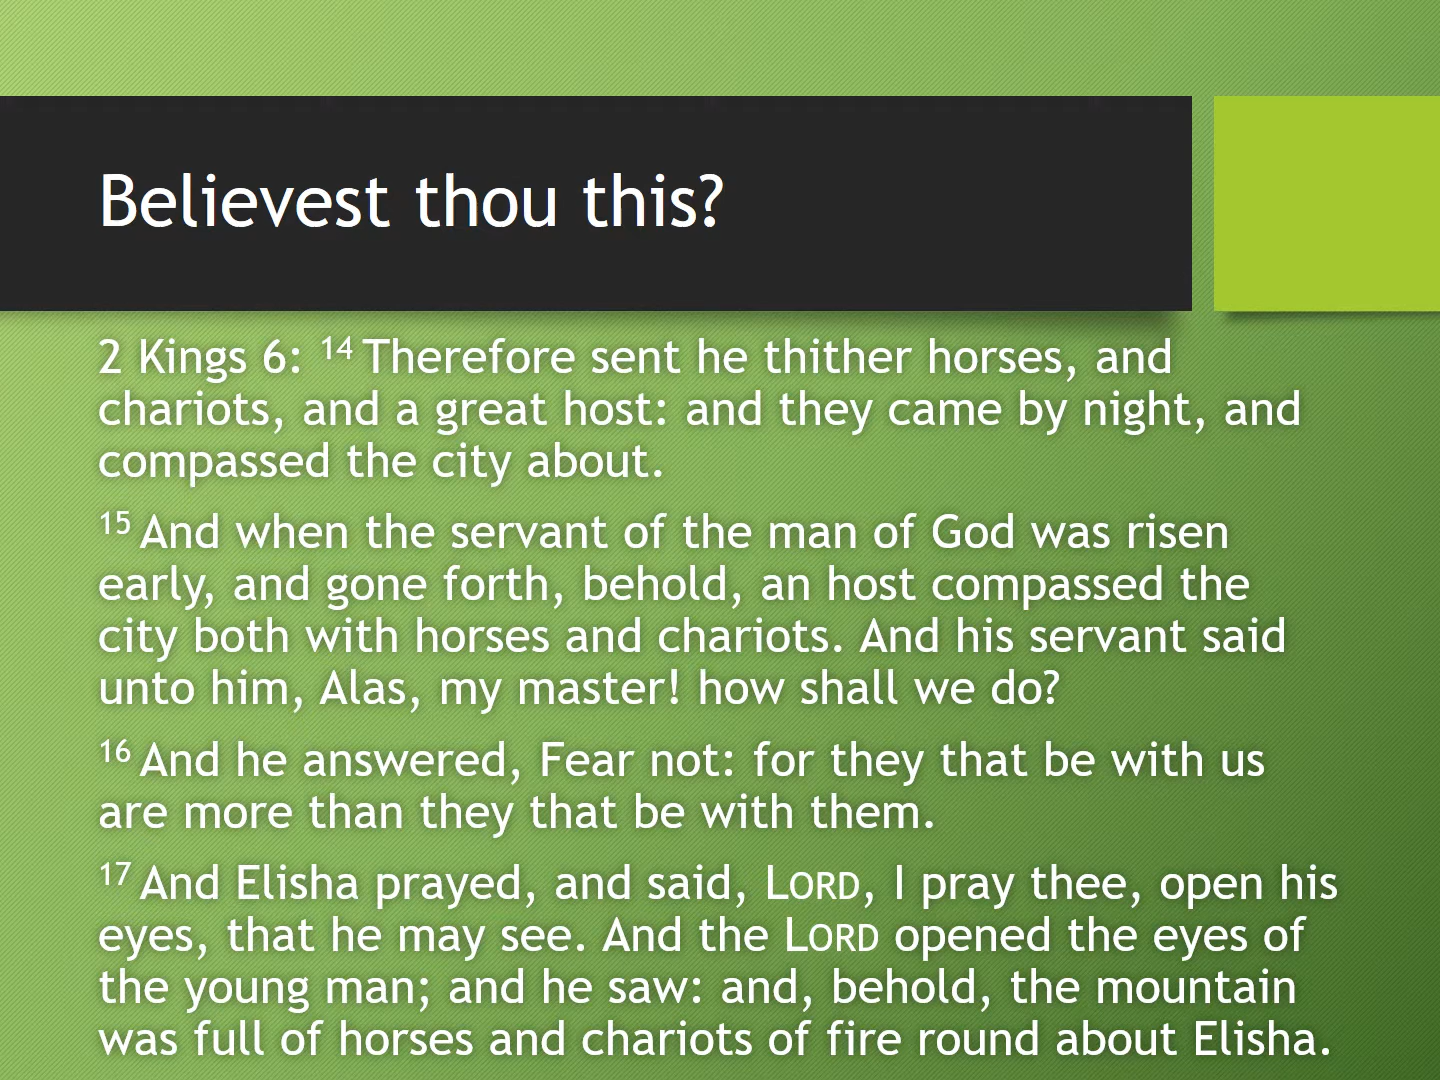 Believest thou this?
2 Kings 6: 14 Therefore sent he thither horses, and
chariots, and a great host: and they came by night, and
compassed the city about.
15 And when the servant of the man of God was risen
early, and gone forth, behold, an host compassed the
city both with horses and chariots. And his servant said
unto him, Alas, my master! how shall we do?
16 And he answered, Fear not: for they that be with us
are more than they that be with them.
17 And Elisha prayed, and said, LORD, I pray thee, open his
eyes, that he may see. And the LORD opened the eyes of
the young man; and he saw: and, behold, the mountain
was full of horses and chariots of fire round about Elisha.